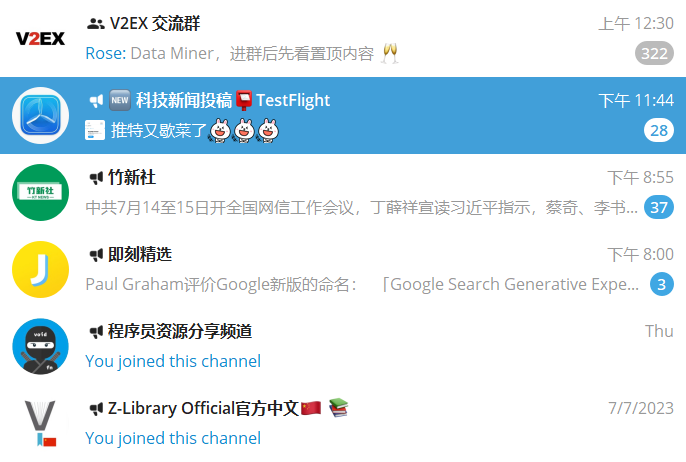 V2EX
V2EX 交流群
上午 12:30
Rose: Data Miner，进群后先看置顶内容 🥂
322
🆕 科技新闻投稿📮TestFlight
下午 11:44
推特又歇菜了🐰🐰🐰
28
竹新社
竹新社
下午 8:55
中共7月14至15日开全国网信工作会议，丁薛祥宣读习近平指示，蔡奇、李书...
37
J
即刻精选
下午 8:00
Paul Graham评价Google新版的命名： 「Google Search Generative Expe...
3
void
fn
程序员资源分享频道
Thu
You joined this channel
Z-Library Official官方中文🇨🇳 📚
7/7/2023
You joined this channel